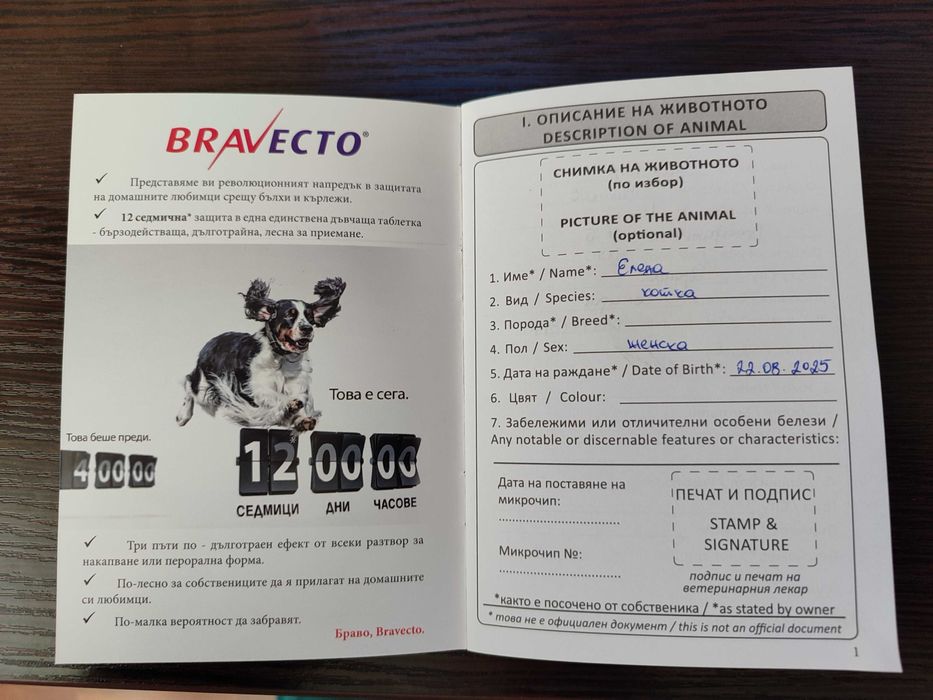 BRAVECTO®
✓ Представяме ви революционният напредък в защитата
на домашните любимци срещу бълхи и кърлежи.
✓ 12 седмична* защита в една единствена дъвчаща таблетка
- бързодействаща, дълготрайна, лесна за приемане.
Това е сега.
Това беше преди.
4 00 00
12 00 00
СЕДМИЦИ ДНИ ЧАСОВЕ
✓ Три пъти по - дълготраен ефект от всеки разтвор за
накапване или перорална форма.
✓ По-лесно за собствениците да я прилагат на домашните
си любимци.
✓ По-малка вероятност да забравят.
Браво, Bravecto.
I. ОПИСАНИЕ НА ЖИВОТНОТО
DESCRIPTION OF ANIMAL
СНИМКА НА ЖИВОТНОТО
(по избор)
PICTURE OF THE ANIMAL
(optional)
1. Име* / Name*: Елена
2. Вид / Species: котка
3. Порода* / Breed*:
4. Пол / Sex: женска
5. Дата на раждане* / Date of Birth*: 22.08.2025
6. Цвят / Colour:
7. Забележими или отличителни особени белези /
Any notable or discernable features or characteristics:
Дата на поставяне на
микрочип:
Микрочип №:
ПЕЧАТ И ПОДПИС
STAMP &
SIGNATURE
подпис и печат на
ветеринарния лекар
*както е посочено от собственика / *as stated by owner
* това не е официален документ / this is not an official document
1